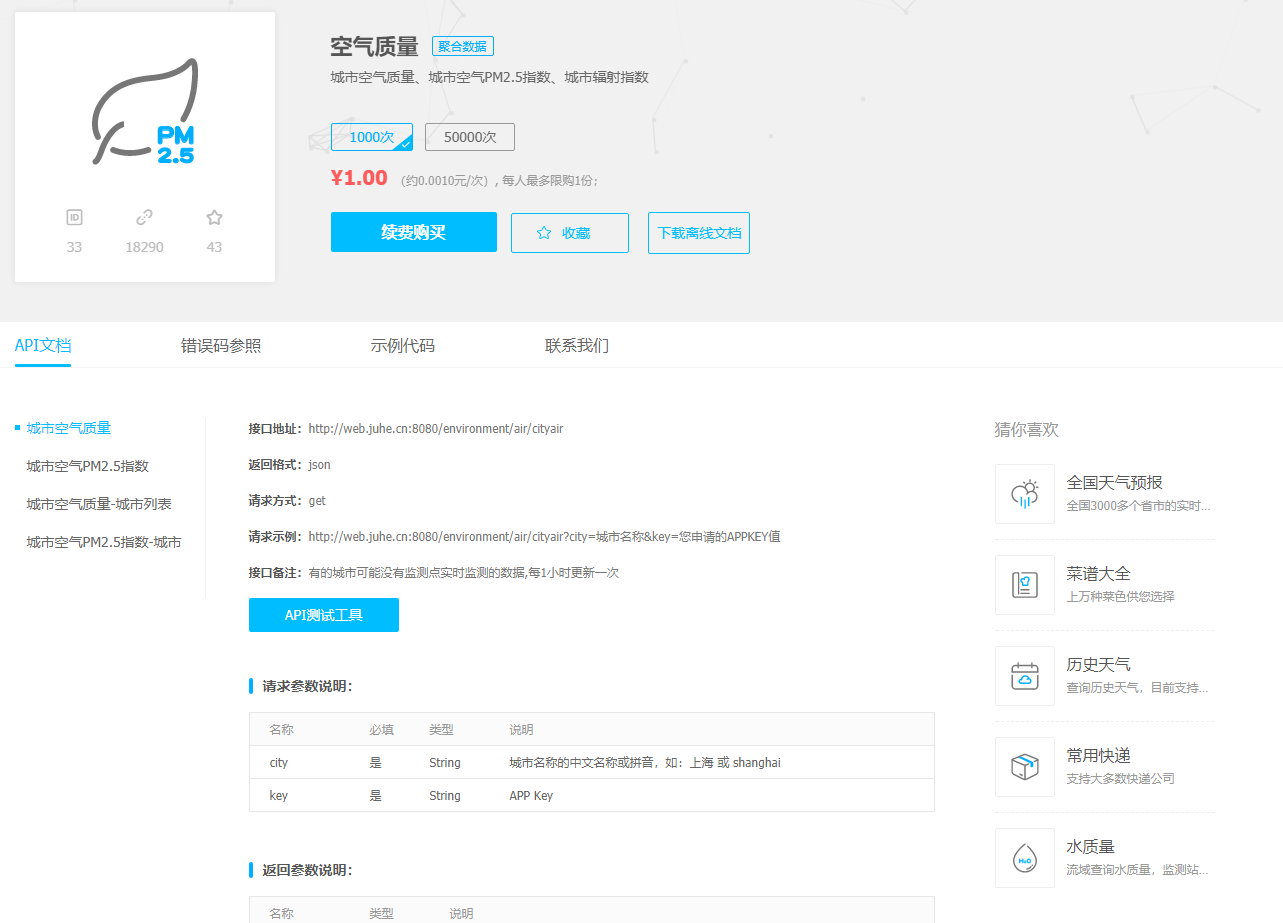 空气质量 聚合数据
城市空气质量、城市空气PM2.5指数、城市辐射指数
PM
2.5
1000次 50000次
¥1.00 （约0.0010元/次）, 每人最多限购1份；
ID
33 18290 43
续费购买 收藏 下载离线文档
API文档 错误码参照 示例代码 联系我们
城市空气质量
城市空气PM2.5指数
城市空气质量-城市列表
城市空气PM2.5指数-城市
接口地址：http://web.juhe.cn:8080/environment/air/cityair
返回格式：json
请求方式：get
请求示例：http://web.juhe.cn:8080/environment/air/cityair?city=城市名称&key=您申请的APPKEY值
接口备注：有的城市可能没有监测点实时监测的数据,每1小时更新一次
API测试工具
请求参数说明：
名称 必填 类型 说明
city 是 String 城市名称的中文名称或拼音，如：上海 或 shanghai
key 是 String APP Key
返回参数说明：
名称 类型 说明
猜你喜欢
全国天气预报
全国3000多个省市的实时...
菜谱大全
上万种菜色供您选择
历史天气
查询历史天气，目前支持...
常用快递
支持大多数快递公司
H₂O
水质量
流域查询水质量，监测站...